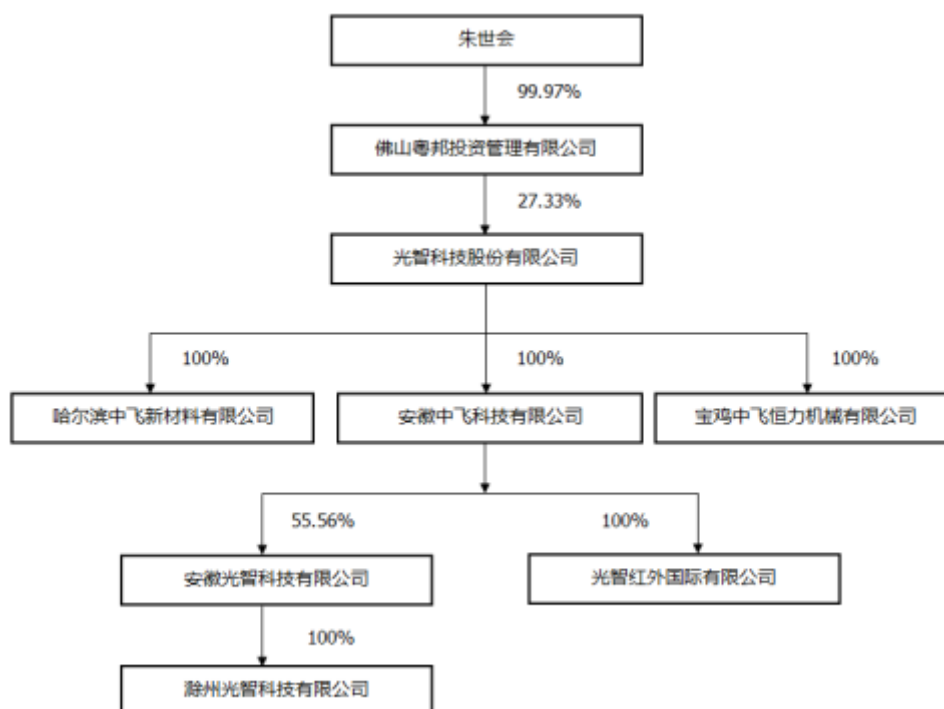 朱世会
99.97%
佛山粤邦投资管理有限公司
27.33%
光智科技股份有限公司
100%
100%
100%
哈尔滨中飞新材料有限公司
安徽中飞科技有限公司
宝鸡中飞恒力机械有限公司
55.56%
100%
安徽光智科技有限公司
光智红外国际有限公司
100%
滁州光智科技有限公司